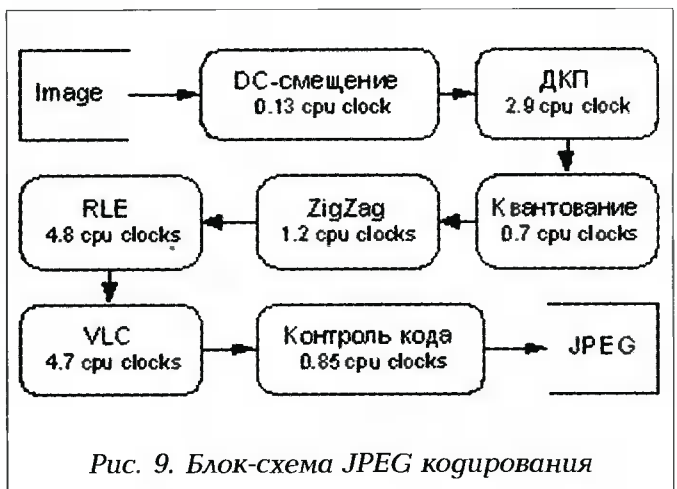 Image
DC-смещение
0.13 cpu clock
ДКП
2.9 cpu clock
Квантование
0.7 cpu clocks
ZigZag
1.2 cpu clocks
RLE
4.8 cpu clocks
VLC
4.7 cpu clocks
Контроль кода
0.85 cpu clocks
JPEG
Рис. 9. Блок-схема JPEG кодирования